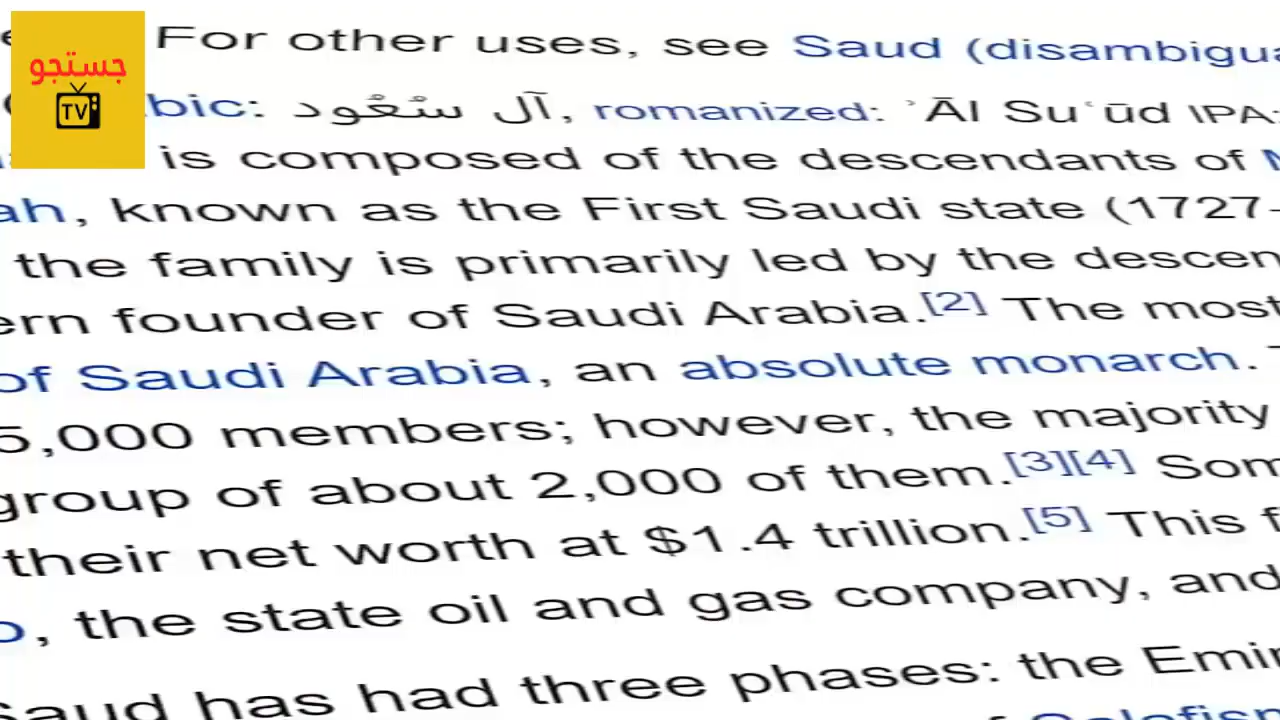 جستجو
TV
For other uses, see Saud (disambigua
bic: آل سُعُود, romanized: ʾĀl Suʿūd IPA:
is composed of the descendants of
ah, known as the First Saudi state (1727-
the family is primarily led by the descen
ern founder of Saudi Arabia.[2] The most
of Saudi Arabia, an absolute monarch.
5,000 members; however, the majority
group of about 2,000 of them.[3][4] Som
their net worth at $1.4 trillion.[5] This f
o, the state oil and gas company, and
saud has had three phases: the Emir